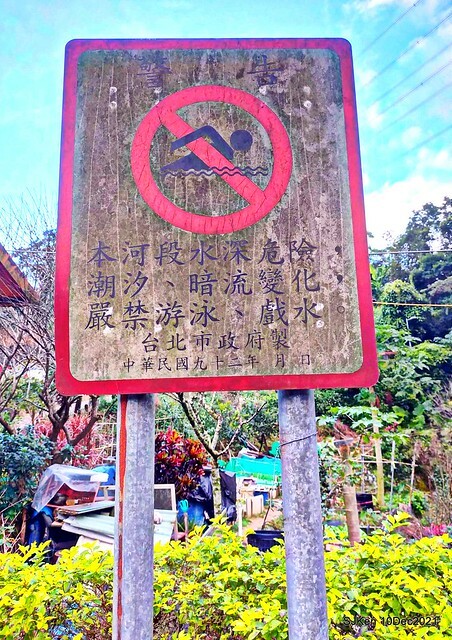 警告
本河段水深危險，
潮汐、暗流變化
嚴禁游泳、戲水。
台北市政府製
中華民國九十二年 月 日
SJKen 10Dec2021